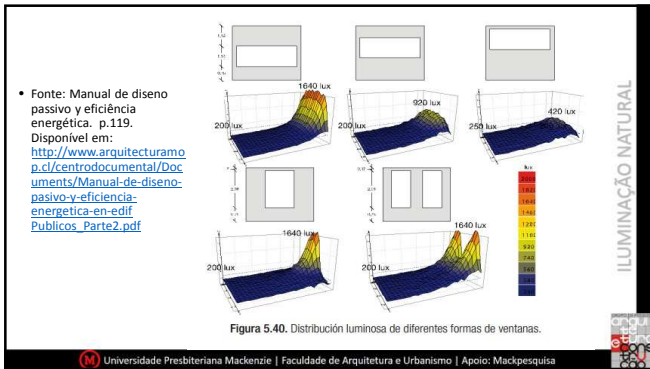 • Fonte: Manual de diseno
passivo y eficiência
energética. p.119.
Disponível em:
http://www.arquitecturamo
p.cl/centrodocumental/Doc
uments/Manual-de-diseno-
pasivo-y-eficiencia-
energetica-en-edif
Publicos_Parte2.pdf
1640 lux
200 lux
920 lux
200 lux
420 lux
250 lux
1640 lux
200 lux
1640 lux
200 lux
lux
Figura 5.40. Distribución luminosa de diferentes formas de ventanas.
ILUMINAÇÃO NATURAL
M Universidade Presbiteriana Mackenzie | Faculdade de Arquitetura e Urbanismo | Apoio: Mackpesquisa